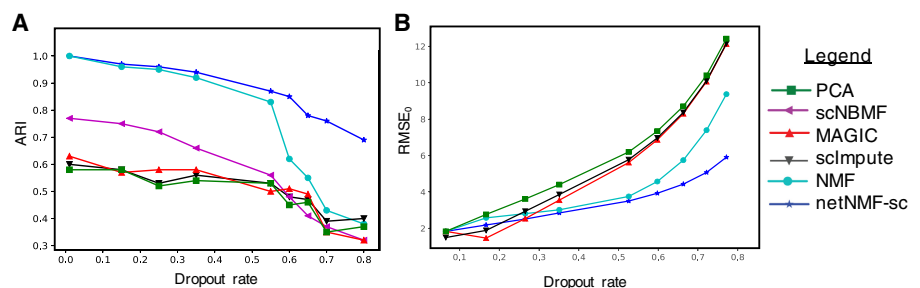 A
ARI
1.0
0.9
0.8
0.7
0.6
0.5
0.4
0.3
0.0 0.1 0.2 0.3 0.4 0.5 0.6 0.7 0.8
Dropout rate
B
RMSE₀
12
10
8
6
4
2
0.1 0.2 0.3 0.4 0.5 0.6 0.7 0.8
Dropout rate
Legend
PCA
scNBMF
MAGIC
scImpute
NMF
netNMF-sc